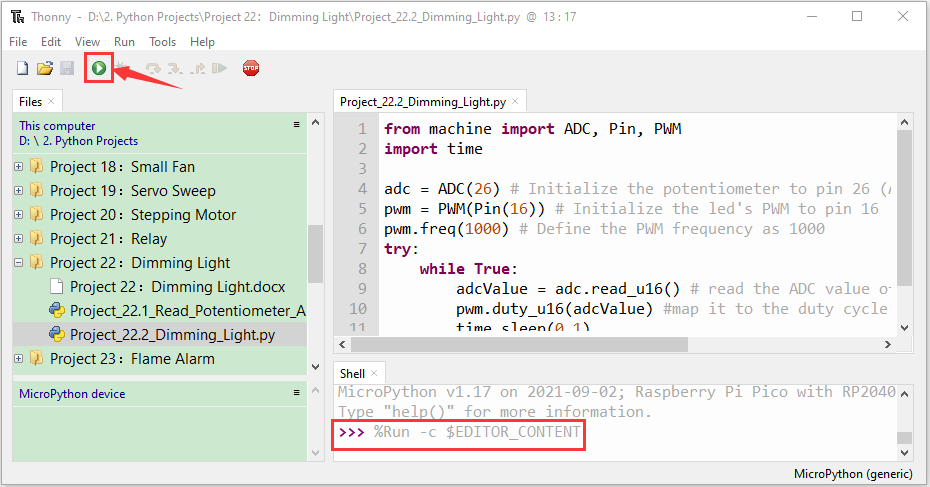 Thonny - D:\2. Python Projects\Project 22：Dimming Light\Project_22.2_Dimming_Light.py @ 13 : 17
File Edit View Run Tools Help
STOP
Files
This computer
D: \ 2. Python Projects
Project 18：Small Fan
Project 19：Servo Sweep
Project 20：Stepping Motor
Project 21：Relay
Project 22：Dimming Light
Project 22：Dimming Light.docx
Project_22.1_Read_Potentiometer_A
Project_22.2_Dimming_Light.py
Project 23：Flame Alarm
MicroPython device
Project_22.2_Dimming_Light.py
1 from machine import ADC, Pin, PWM
2 import time
3
4 adc = ADC(26) # Initialize the potentiometer to pin 26 (
5 pwm = PWM(Pin(16)) # Initialize the led's PWM to pin 16
6 pwm.freq(1000) # Define the PWM frequency as 1000
7 try:
8 while True:
9 adcValue = adc.read_u16() # read the ADC value o
10 pwm.duty_u16(adcValue) #map it to the duty cycle
11 time.sleep(0.1)
Shell
MicroPython v1.17 on 2021-09-02; Raspberry Pi Pico with RP2040
Type "help()" for more information.
>>> %Run -c $EDITOR_CONTENT
MicroPython (generic)